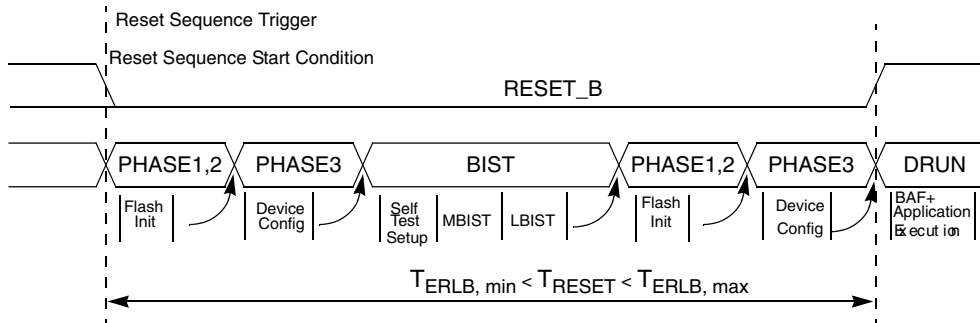 Reset Sequence Trigger
Reset Sequence Start Condition
RESET_B
PHASE1,2 PHASE3 BIST PHASE1,2 PHASE3 DRUN
Flash Init
Device Config
Self Test Setup
MBIST
LBIST
Flash Init
Device Config
BAF+ Application Execution
TERLB, min < TRESET < TERLB, max